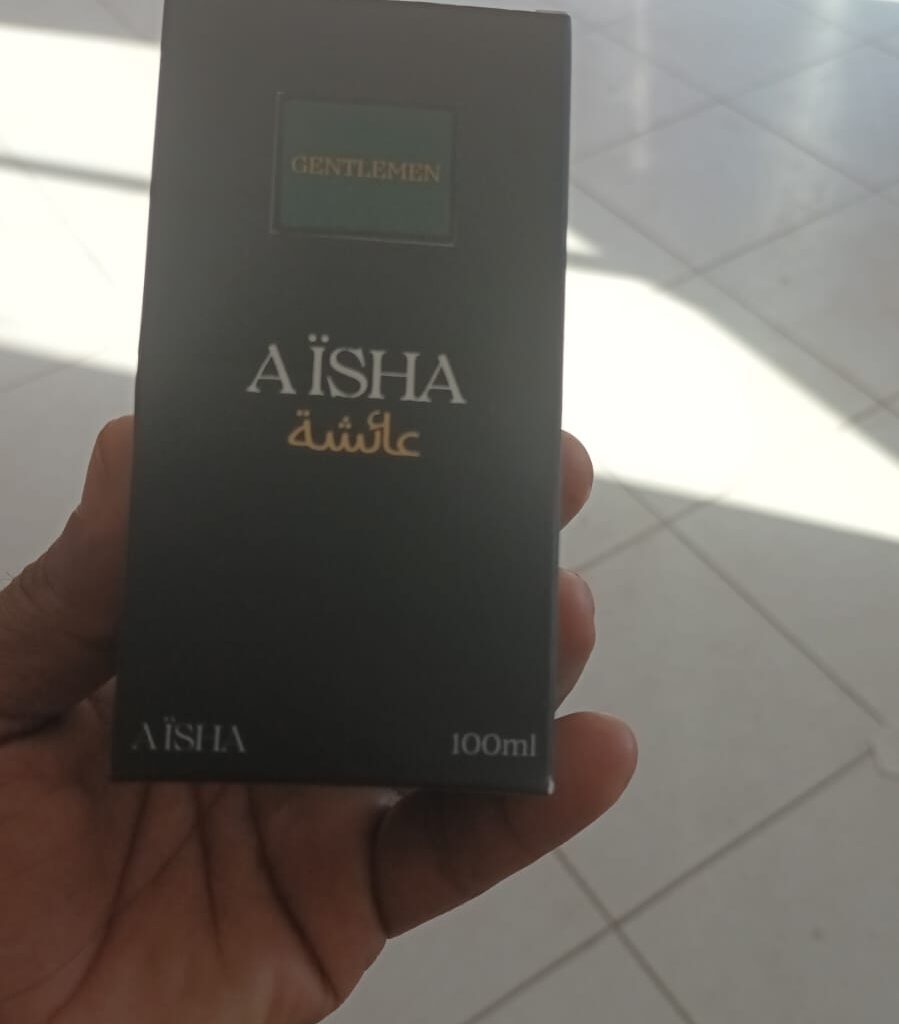 GENTLEMEN
AÏSHA
عائشة
AÏSHA
100ml